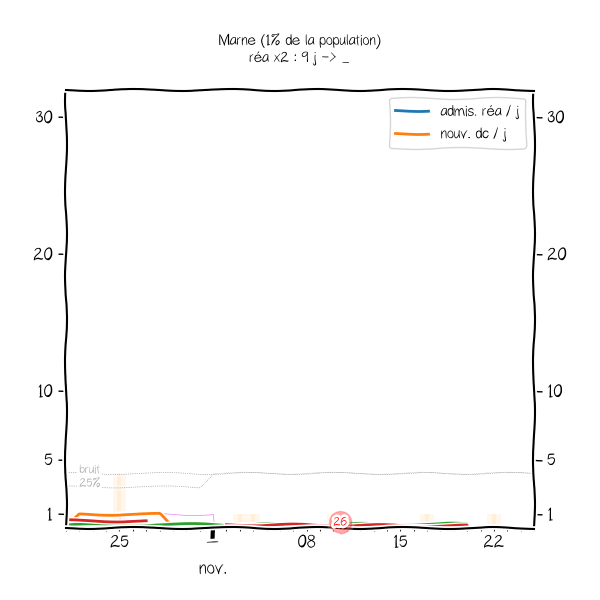 Marne (1% de la population)
réa x2 : 9 j -> _
admis. réa / j
nouv. dc / j
30
30
20
20
10
10
5
5
bruit
25%
1
1
26
25
1
08
15
22
nov.